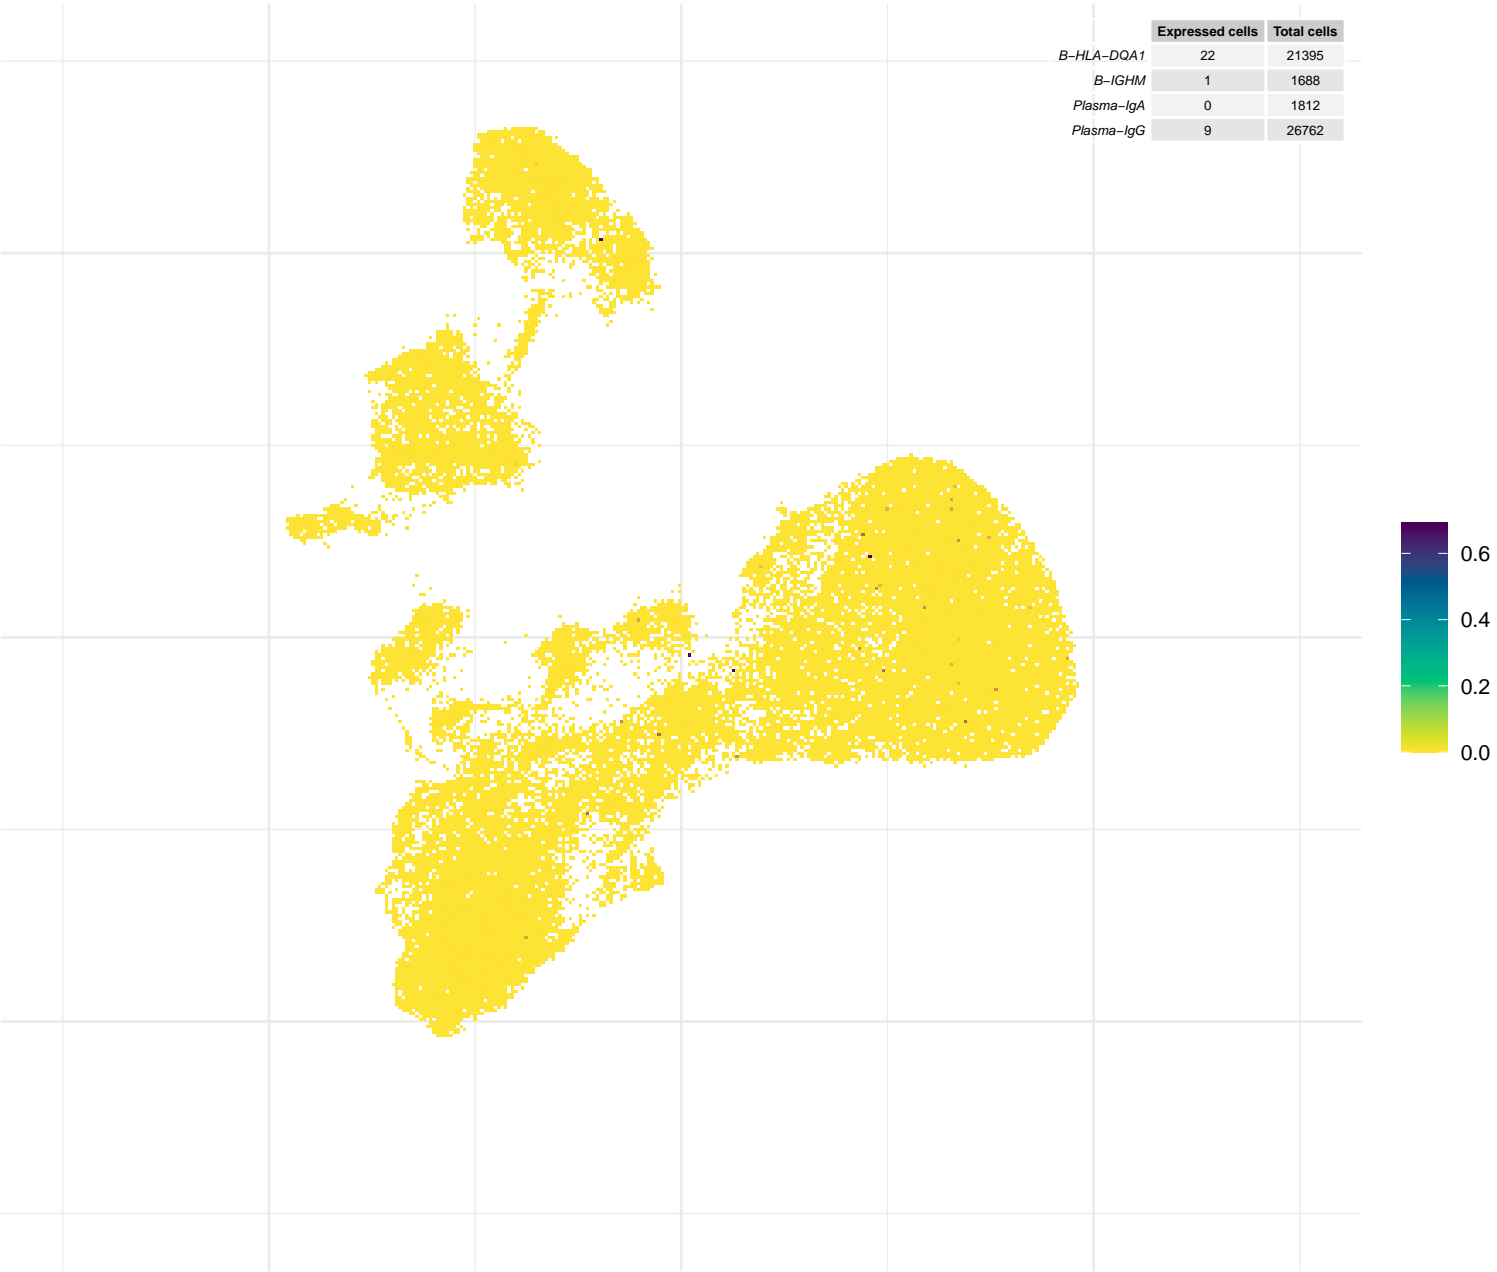 Expressed cells Total cells
B−HLA−DQA1 22 21395
B−IGHM 1 1688
Plasma−IgA 0 1812
Plasma−IgG 9 26762
0.6
0.4
0.2
0.0